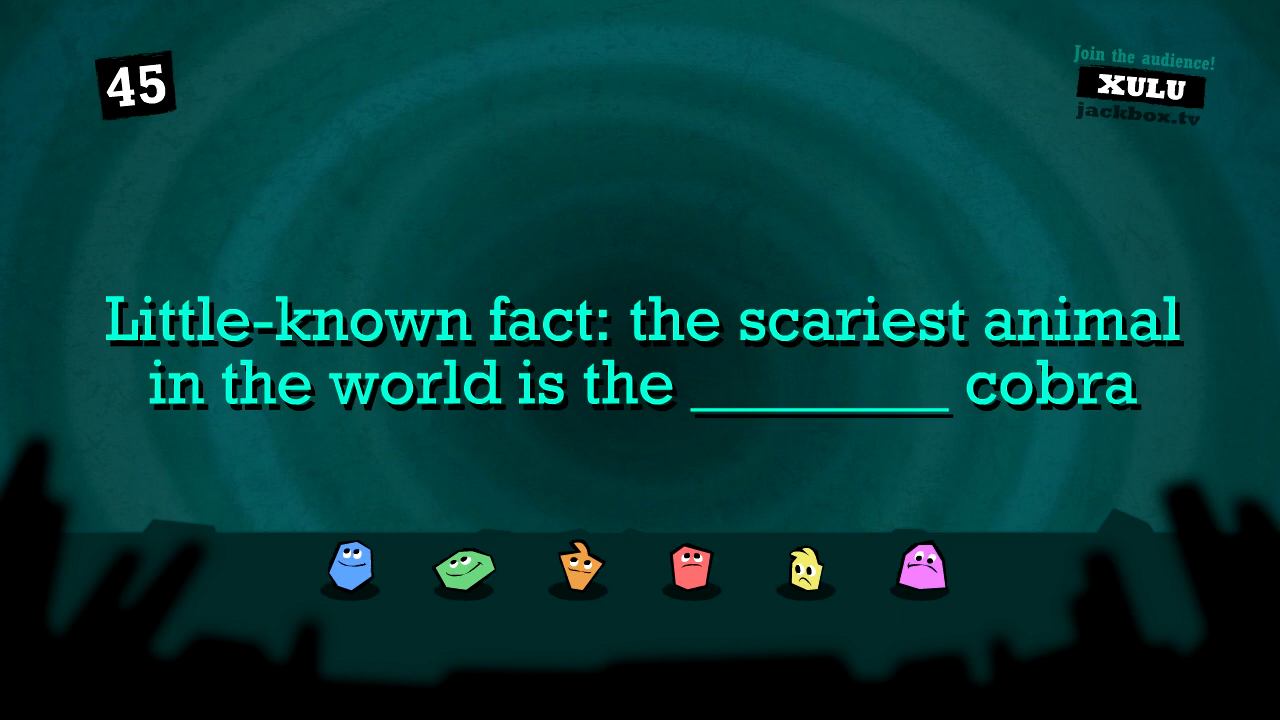 45
Join the audience!
XULU
jackbox.tv
Little-known fact: the scariest animal
in the world is the _________ cobra